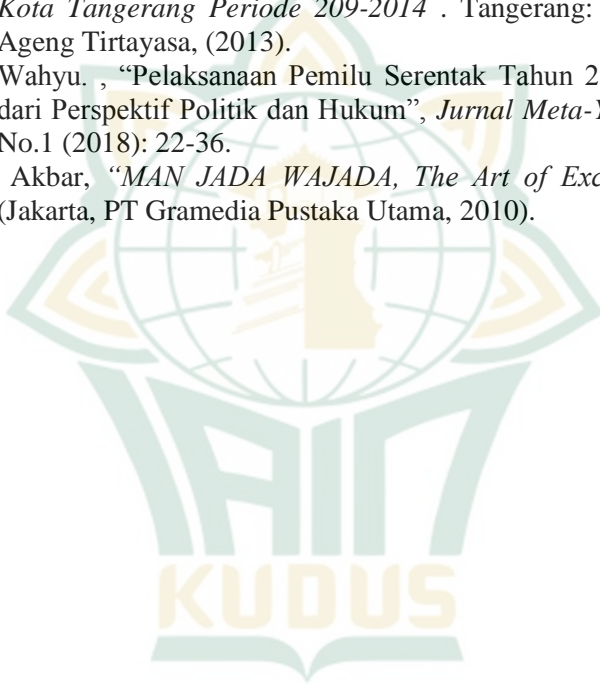 Kota Tangerang Periode 209-2014 . Tangerang:
Ageng Tirtayasa, (2013).
Wahyu. , “Pelaksanaan Pemilu Serentak Tahun 2
dari Perspektif Politik dan Hukum”, Jurnal Meta-Y
No.1 (2018): 22-36.
Akbar, “MAN JADA WAJADA, The Art of Exc
(Jakarta, PT Gramedia Pustaka Utama, 2010).
IAIN
KUDUS